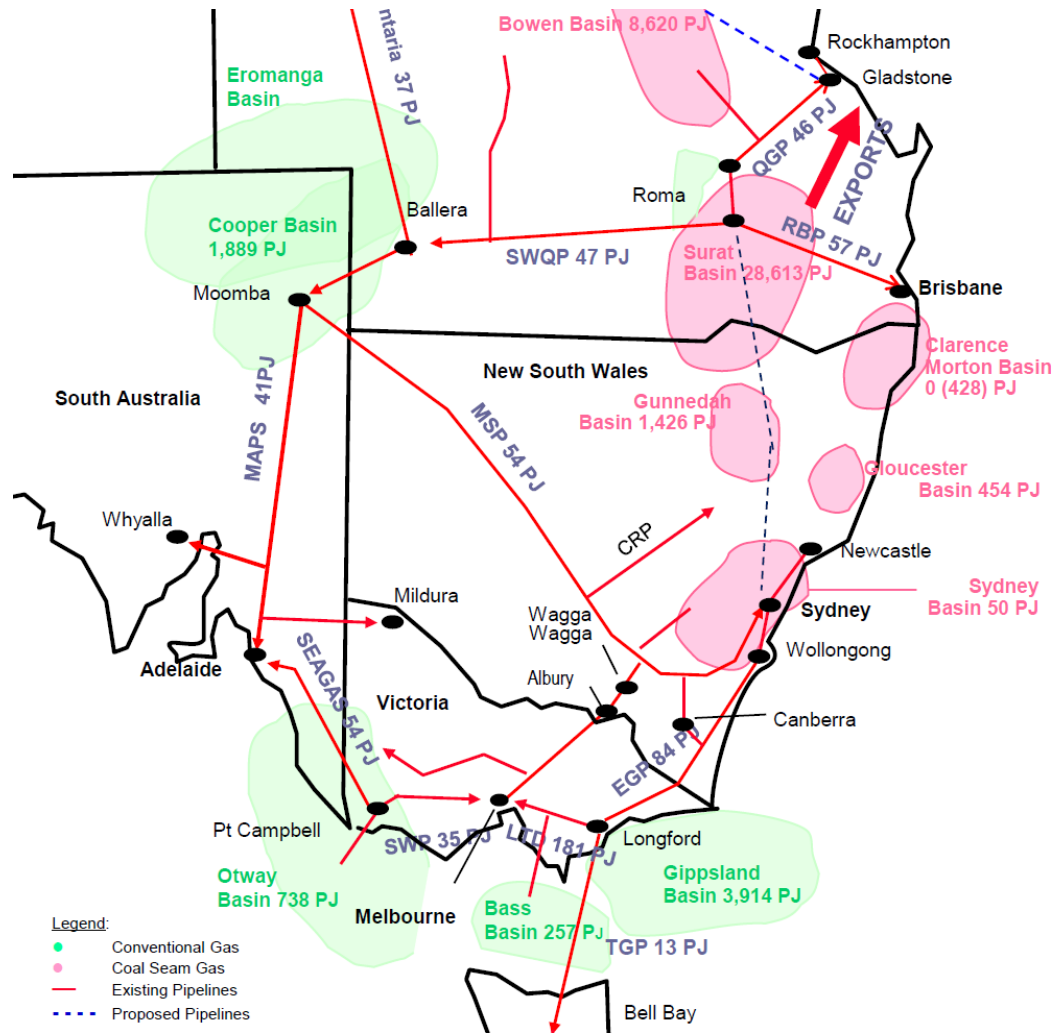 Bowen Basin 8,620 PJ
ntaria 37 PJ
Rockhampton
Gladstone
Eromanga
Basin
QGP 46 PJ
EXPORTS
Roma
Ballera
Cooper Basin
1,889 PJ
SWQP 47 PJ
RBP 57 PJ
Surat
Basin 28,613 PJ
Moomba
Brisbane
Clarence
Morton Basin
0 (428) PJ
New South Wales
South Australia
MAPS 41PJ
MSP 54 PJ
Gunnedah
Basin 1,426 PJ
Gloucester
Basin 454 PJ
Whyalla
CRP
Newcastle
Mildura
Sydney
Basin 50 PJ
Wagga
Wagga
Sydney
Wollongong
Adelaide
SEAGAS 54 PJ
Victoria
Albury
Canberra
EGP 84 PJ
Pt Campbell
SWP 35 PJ
LTD 181 PJ
Longford
Otway
Basin 738 PJ
Melbourne
Bass
Basin 257 PJ
Gippsland
Basin 3,914 PJ
TGP 13 PJ
Bell Bay
Legend:
Conventional Gas
Coal Seam Gas
Existing Pipelines
Proposed Pipelines